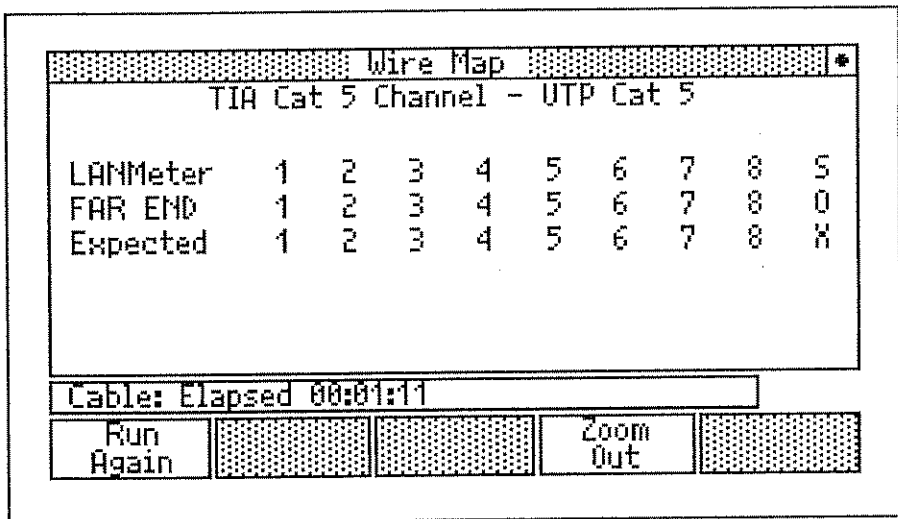 Wire Map
TIA Cat 5 Channel - UTP Cat 5
LANMeter 1 2 3 4 5 6 7 8 S
FAR END 1 2 3 4 5 6 7 8 O
Expected 1 2 3 4 5 6 7 8 X
Cable: Elapsed 00:01:11
Run Again
Zoom Out